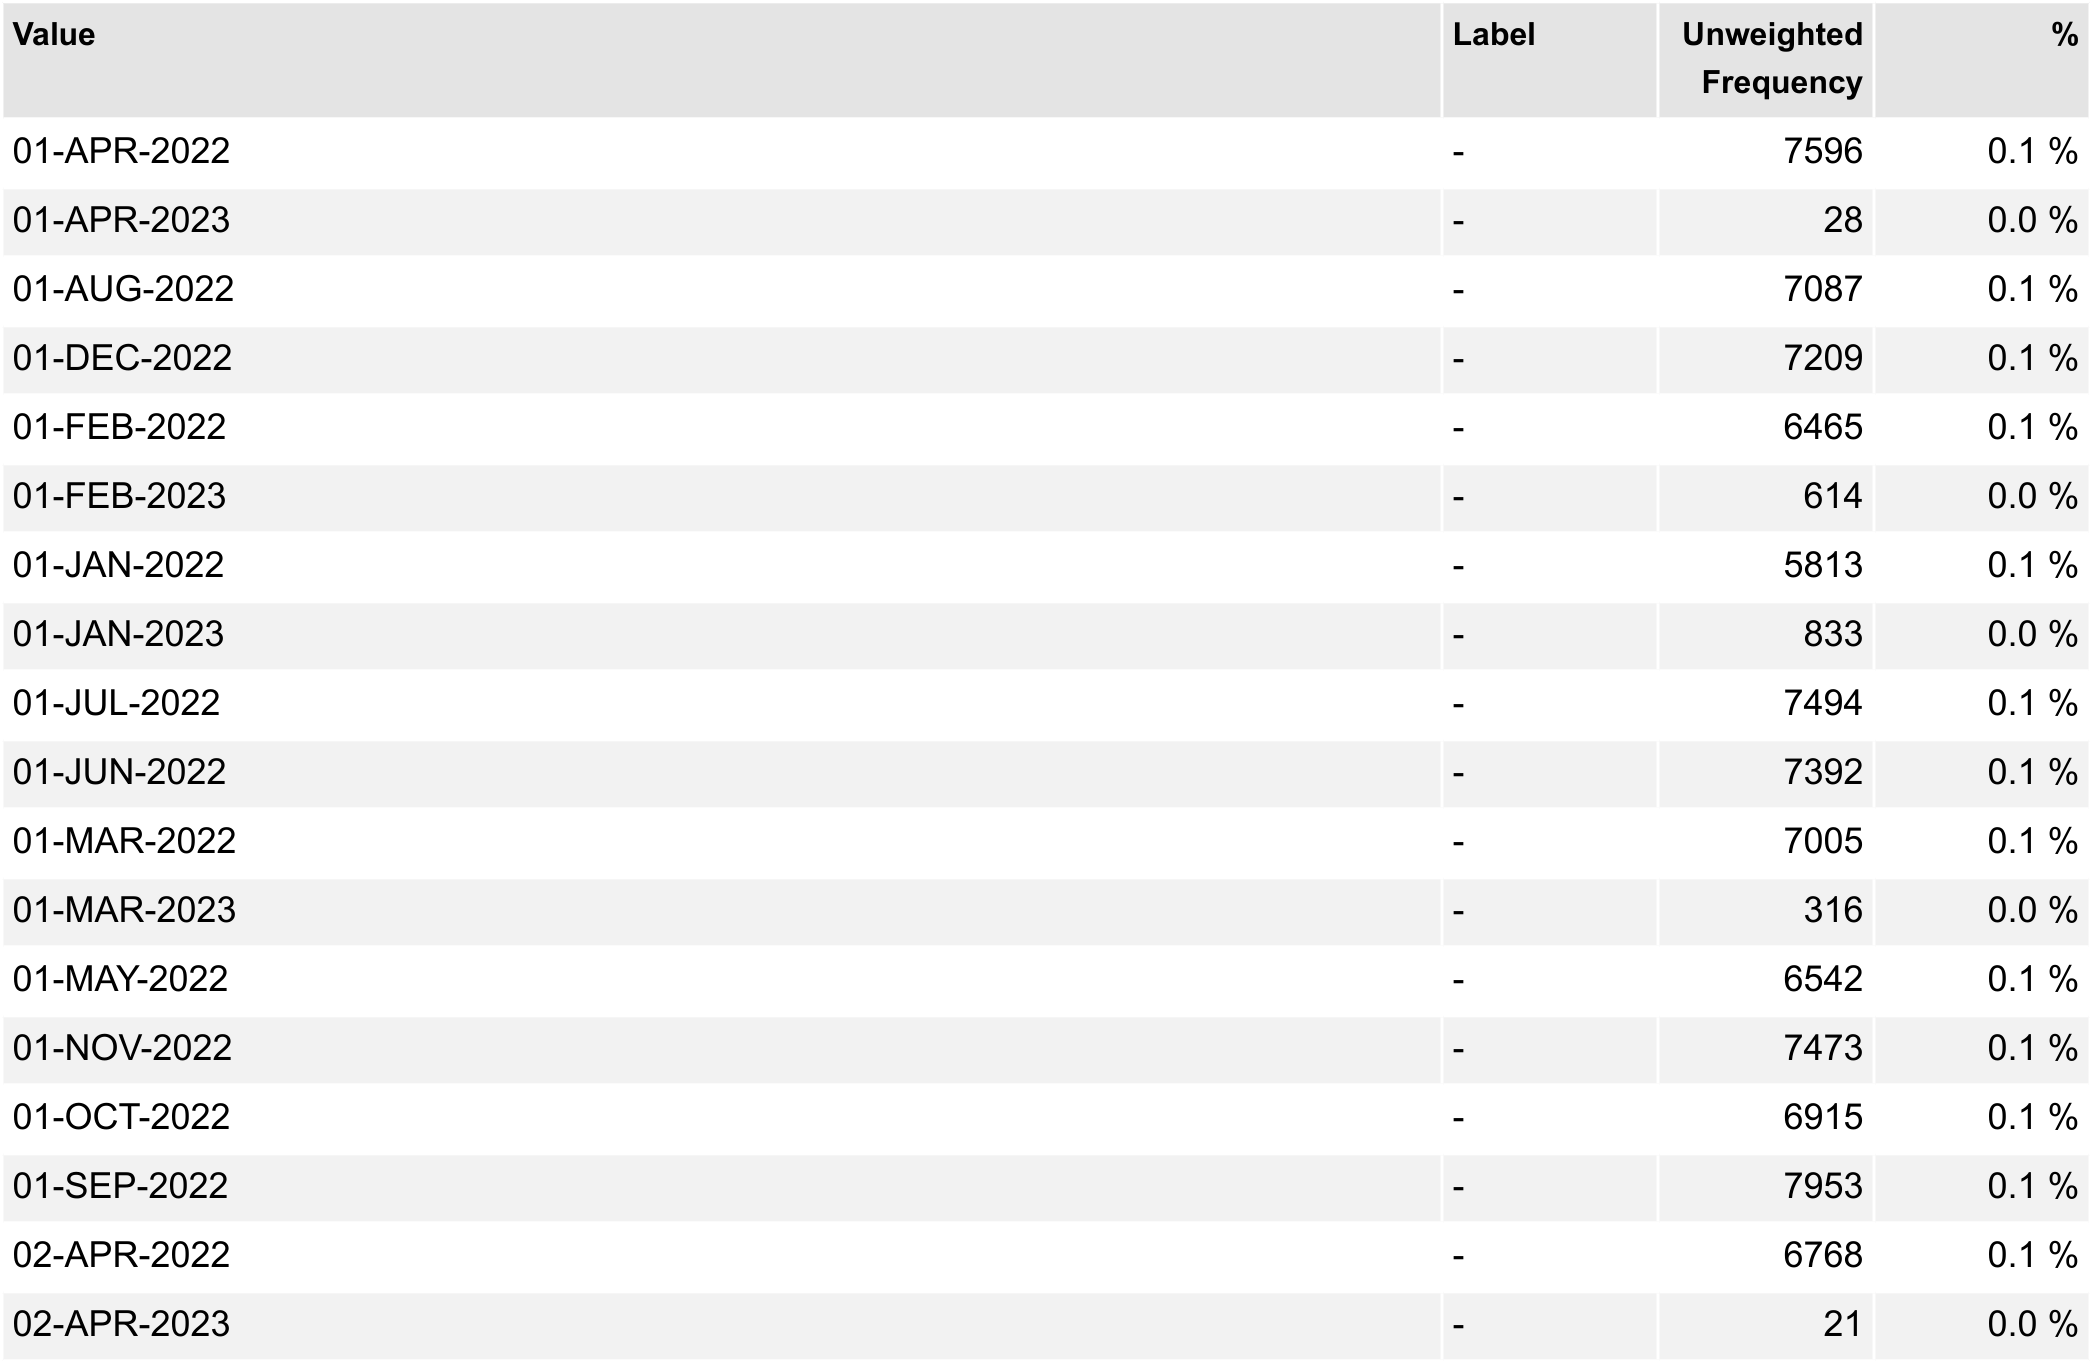 Value Label Unweighted Frequency %
01-APR-2022 - 7596 0.1 %
01-APR-2023 - 28 0.0 %
01-AUG-2022 - 7087 0.1 %
01-DEC-2022 - 7209 0.1 %
01-FEB-2022 - 6465 0.1 %
01-FEB-2023 - 614 0.0 %
01-JAN-2022 - 5813 0.1 %
01-JAN-2023 - 833 0.0 %
01-JUL-2022 - 7494 0.1 %
01-JUN-2022 - 7392 0.1 %
01-MAR-2022 - 7005 0.1 %
01-MAR-2023 - 316 0.0 %
01-MAY-2022 - 6542 0.1 %
01-NOV-2022 - 7473 0.1 %
01-OCT-2022 - 6915 0.1 %
01-SEP-2022 - 7953 0.1 %
02-APR-2022 - 6768 0.1 %
02-APR-2023 - 21 0.0 %